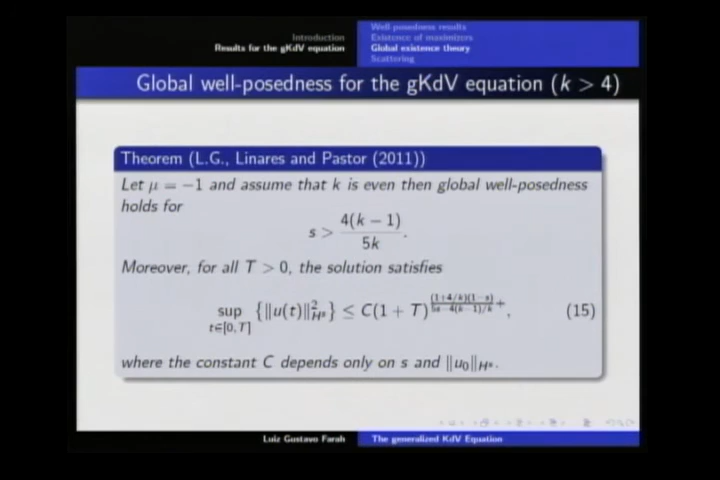 Introduction
Results for the gKdV equation
Well posedness results
Existence of maximizers
Global existence theory
Scattering
Global well-posedness for the gKdV equation (k > 4)
Theorem (L.G., Linares and Pastor (2011))
Let μ = −1 and assume that k is even then global well-posedness
holds for
s > 4(k − 1)/5k.
Moreover, for all T > 0, the solution satisfies
sup_{t∈[0,T]} {‖u(t)‖²_{H^s}} ≤ C(1 + T)^{(1+4/k)(1−s)/(5s−4(k−1)/k)+}, (15)
where the constant C depends only on s and ‖u₀‖_{H^s}.
Luiz Gustavo Farah
The generalized KdV Equation